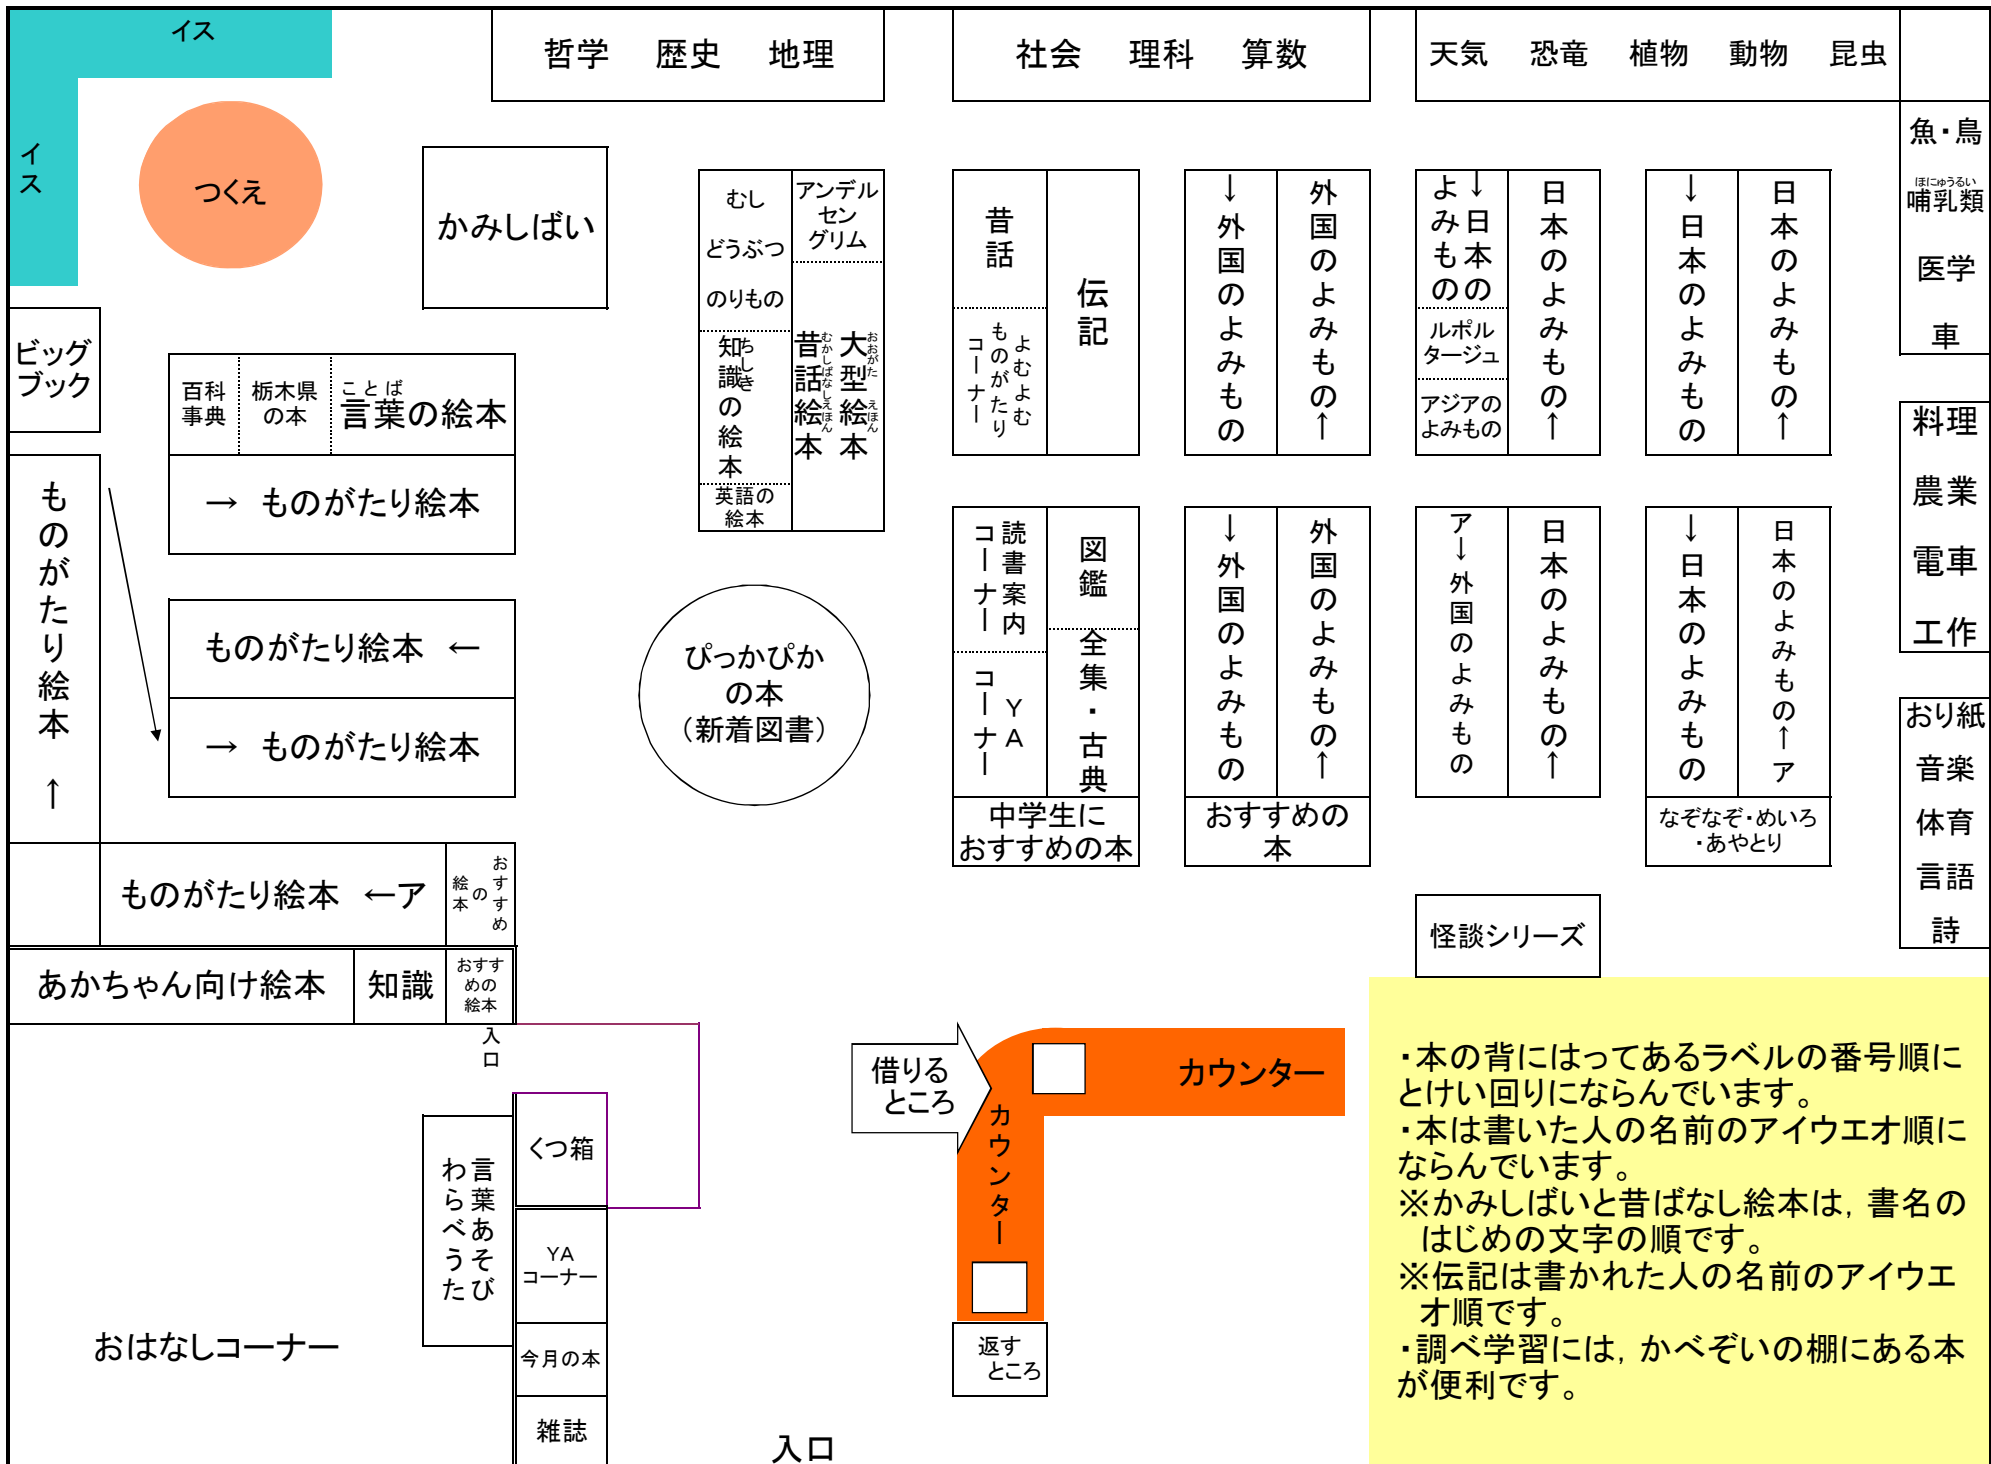 イス
哲学　歴史　地理
社会　理科　算数
天気　恐竜　植物　動物　昆虫
イス
つくえ
かみしばい
むし
どうぶつ
のりもの
知識の絵本
ちしき
英語の
絵本
アンデル
セン
グリム
大型絵本
おおがた　えほん
昔話絵本
むかしばなしえほん
昔話
よむよむ
ものがたり
コーナー
伝記
↓外国のよみもの
外国のよみもの↑
↓日本の
よみもの
ルポル
タージュ
アジアの
よみもの
日本のよみもの↑
↓日本のよみもの
日本のよみもの↑
魚・鳥
ほにゅうるい
哺乳類
医学
車
ビッグ
ブック
百科
事典
栃木県
の本
ことば
言葉の絵本
→ ものがたり絵本
ものがたり絵本 ←
→ ものがたり絵本
ものがたり絵本 ↑
ものがたり絵本 ←ア
おすすめ
の
絵本
ぴっかぴか
の本
（新着図書）
読書案内
コーナー
YA
コーナー
図鑑
全集・古典
中学生に
おすすめの本
↓外国のよみもの
外国のよみもの↑
おすすめの
本
ア↓外国のよみもの
日本のよみもの↑
↓日本のよみもの
日本のよみもの↑ア
なぞなぞ・めいろ
・あやとり
料理
農業
電車
工作
おり紙
音楽
体育
言語
詩
怪談シリーズ
あかちゃん向け絵本
知識
おすす
めの
絵本
入口
くつ箱
言葉あそび
わらべうた
YA
コーナー
今月の本
雑誌
おはなしコーナー
借りる
ところ
カウンター
カウンター
返す
ところ
入口
・本の背にはってあるラベルの番号順に
とけい回りにならんでいます。
・本は書いた人の名前のアイウエオ順に
ならんでいます。
※かみしばいと昔ばなし絵本は，書名の
はじめの文字の順です。
※伝記は書かれた人の名前のアイウエ
オ順です。
・調べ学習には，かべぞいの棚にある本
が便利です。